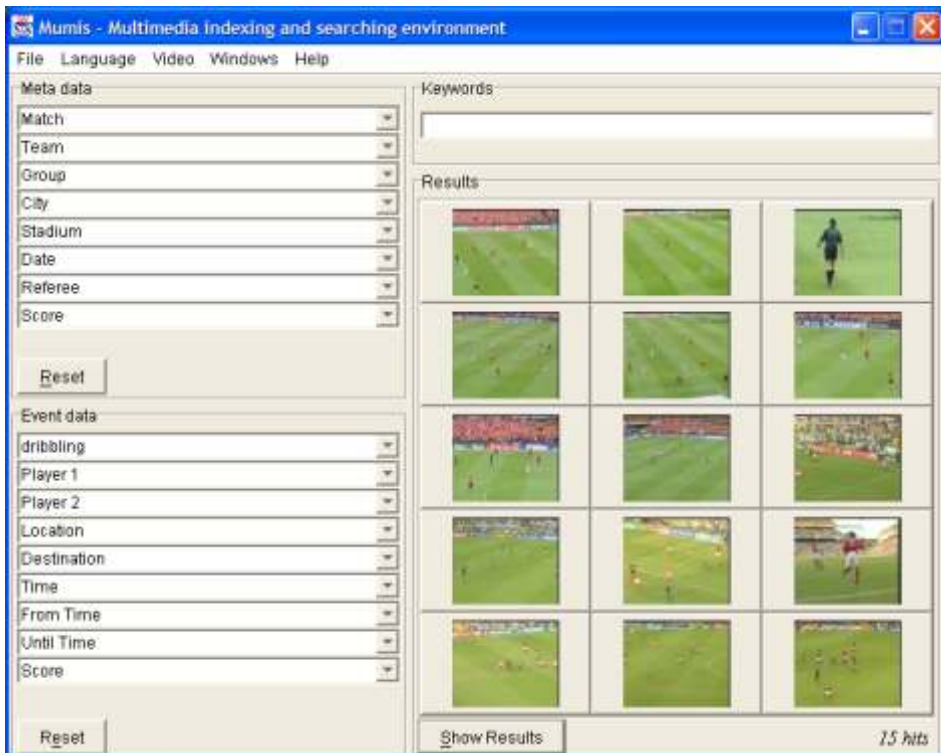 Mumis - Multimedia indexing and searching environment
File Language Video Windows Help
Meta data
Match
Team
Group
City
Stadium
Date
Referee
Score
Reset
Event data
dribbling
Player 1
Player 2
Location
Destination
Time
From Time
Until Time
Score
Reset
Keywords
Results
Show Results
15 hits